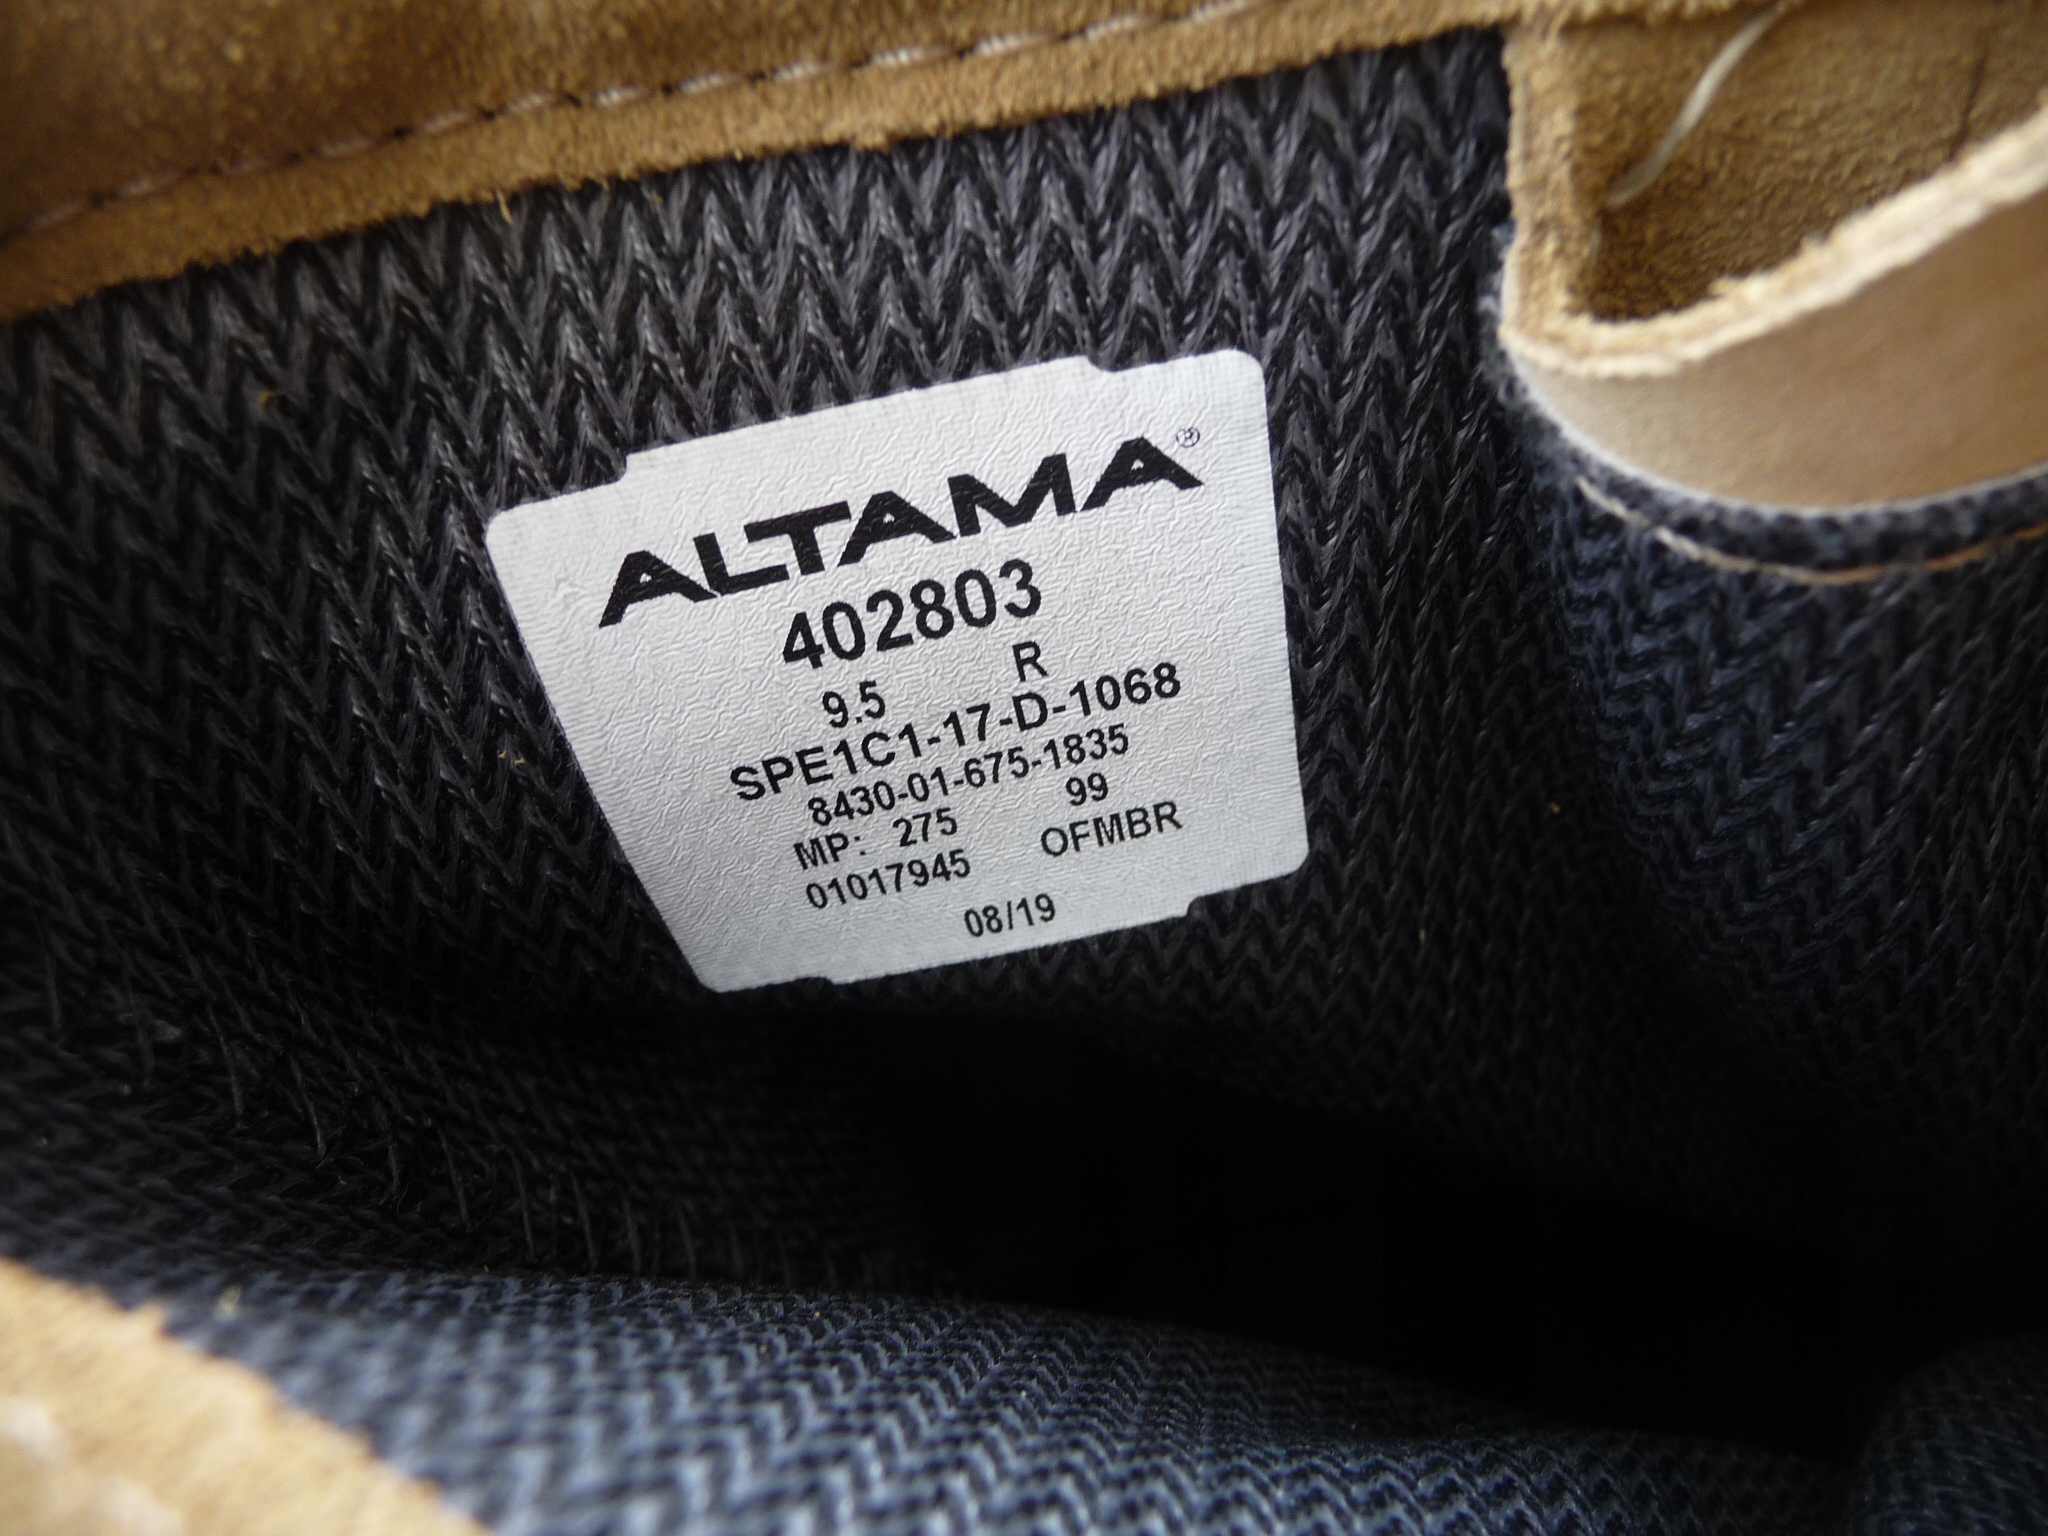 ALTAMA®
402803
9.5 R
SPE1C1-17-D-1068
8430-01-675-1835
MP: 275 99
01017945 OFMBR
08/19